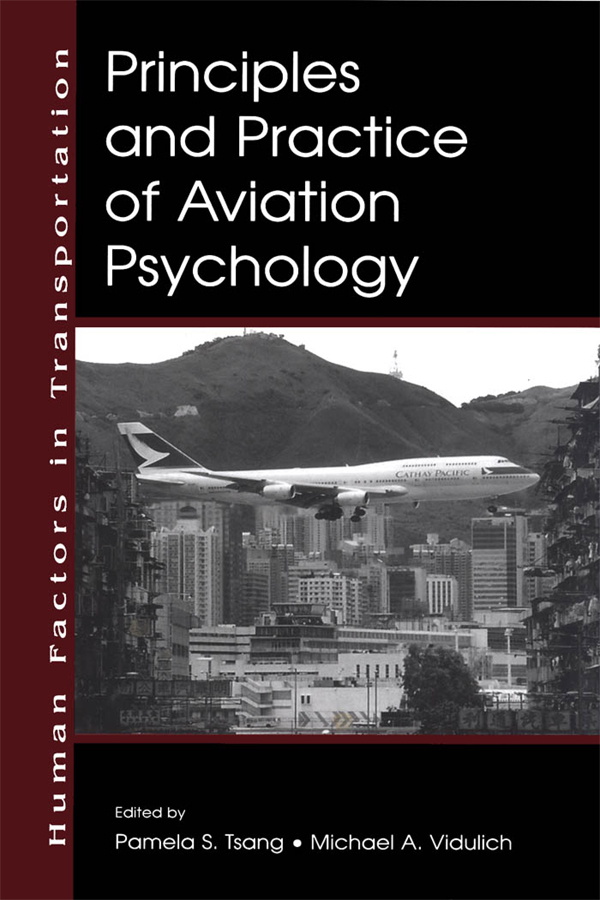 Human Factors in Transportation
Principles
and Practice
of Aviation
Psychology
CATHAY PACIFIC
Edited by
Pamela S. Tsang • Michael A. Vidulich